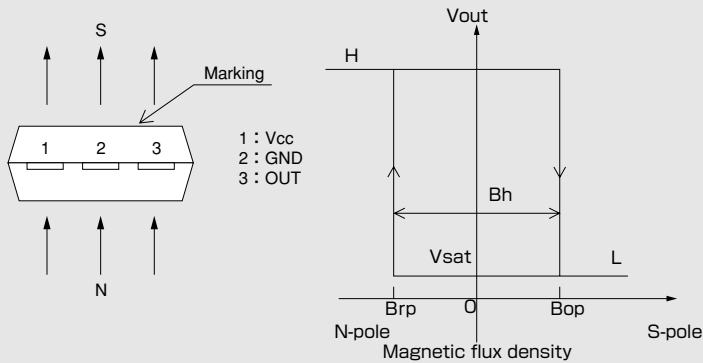 S
Marking
1 2 3
N
1：Vcc
2：GND
3：OUT
Vout
H
Bh
Vsat
L
Brp O Bop
N-pole S-pole
Magnetic flux density